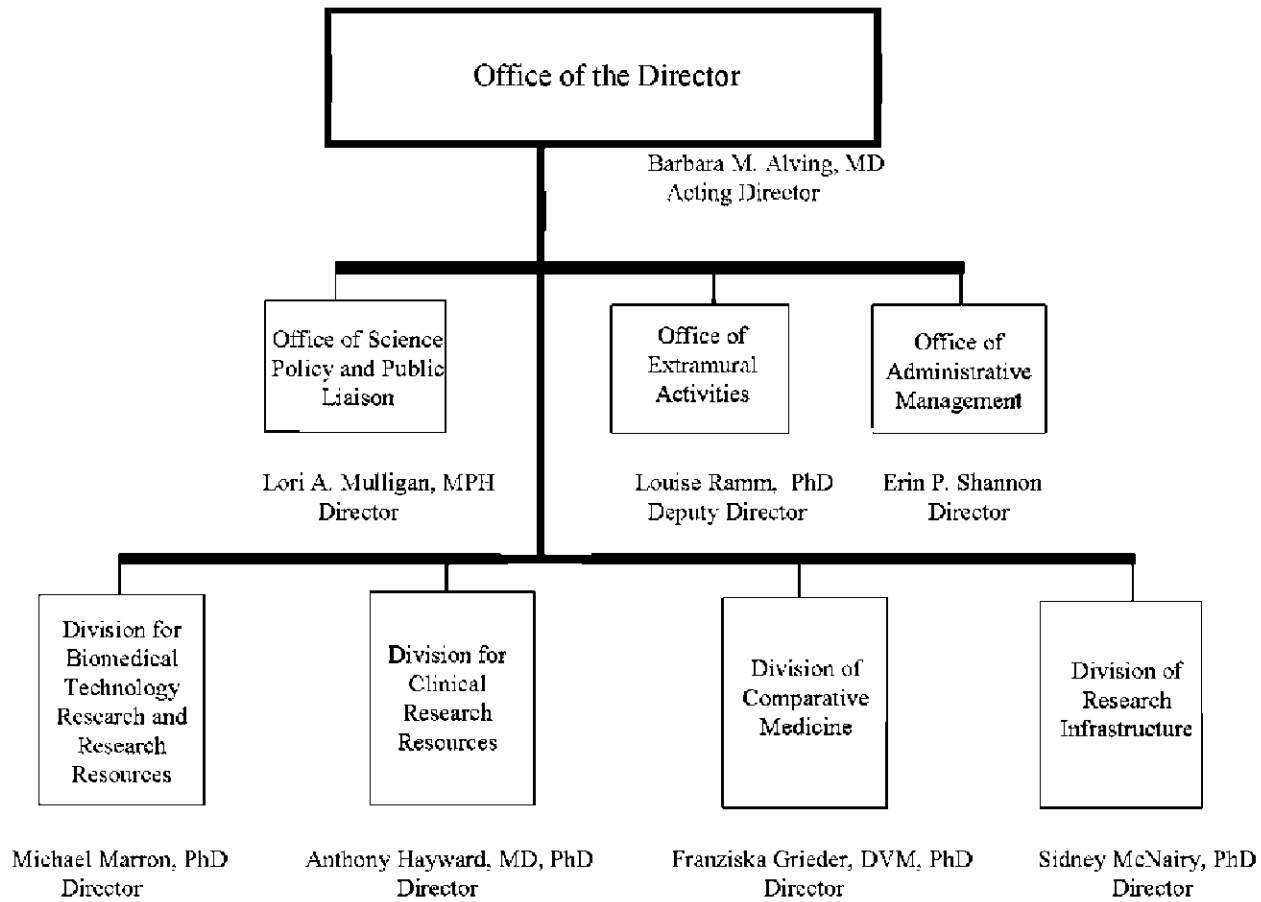 Office of the Director
Barbara M. Alving, MD
Acting Director
Office of Science
Policy and Public
Liaison
Lori A. Mulligan, MPH
Director
Office of
Extramural
Activities
Louise Ramm, PhD
Deputy Director
Office of
Administrative
Management
Erin P. Shannon
Director
Division for
Biomedical
Technology
Research and
Research
Resources
Michael Marron, PhD
Director
Division for
Clinical
Research
Resources
Anthony Hayward, MD, PhD
Director
Division of
Comparative
Medicine
Franziska Grieder, DVM, PhD
Director
Division of
Research
Infrastructure
Sidney McNairy, PhD
Director